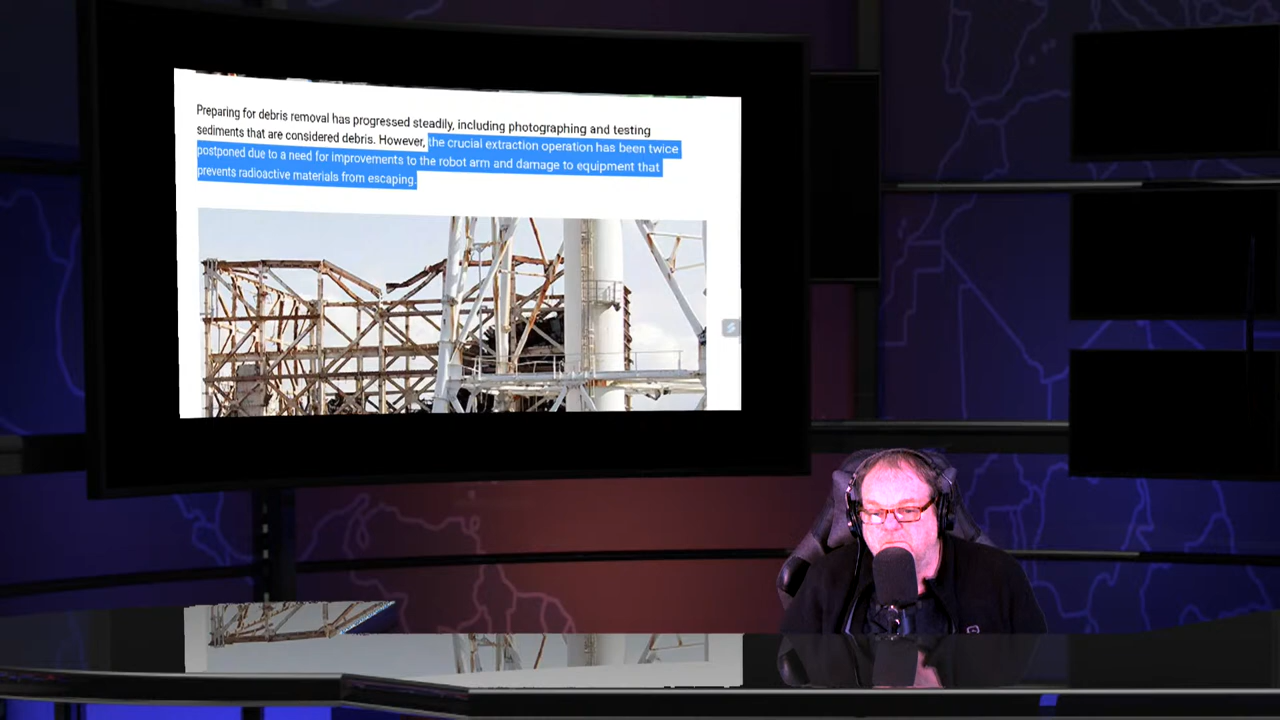 Preparing for debris removal has progressed steadily, including photographing and testing
sediments that are considered debris. However, the crucial extraction operation has been twice
postponed due to a need for improvements to the robot arm and damage to equipment that
prevents radioactive materials from escaping.